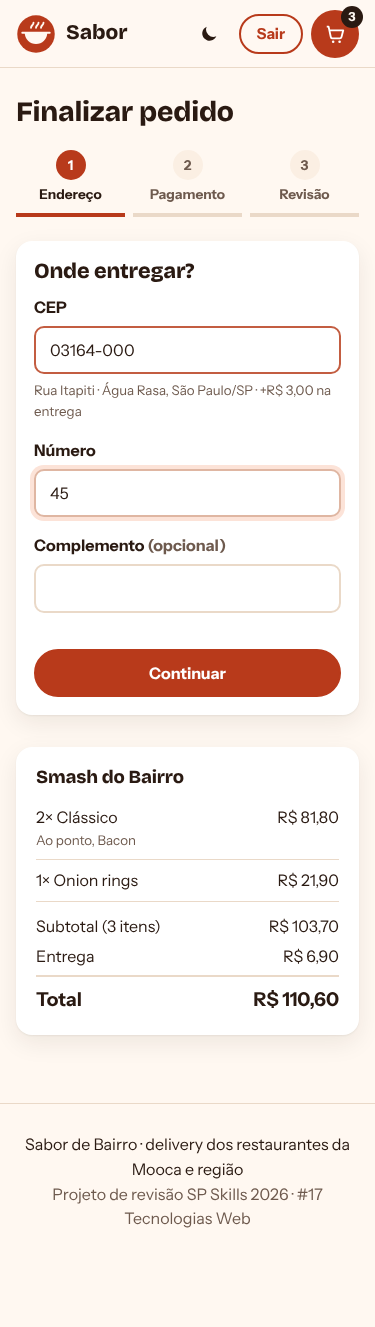 Sabor
Sair
3
Finalizar pedido
1
2
3
Endereço
Pagamento
Revisão
Onde entregar?
CEP
03164-000
Rua Itapiti · Água Rasa, São Paulo/SP · +R$ 3,00 na
entrega
Número
45
Complemento (opcional)
Continuar
Smash do Bairro
2× Clássico R$ 81,80
Ao ponto, Bacon
1× Onion rings R$ 21,90
Subtotal (3 itens) R$ 103,70
Entrega R$ 6,90
Total R$ 110,60
Sabor de Bairro · delivery dos restaurantes da
Mooca e região
Projeto de revisão SP Skills 2026 · #17
Tecnologias Web